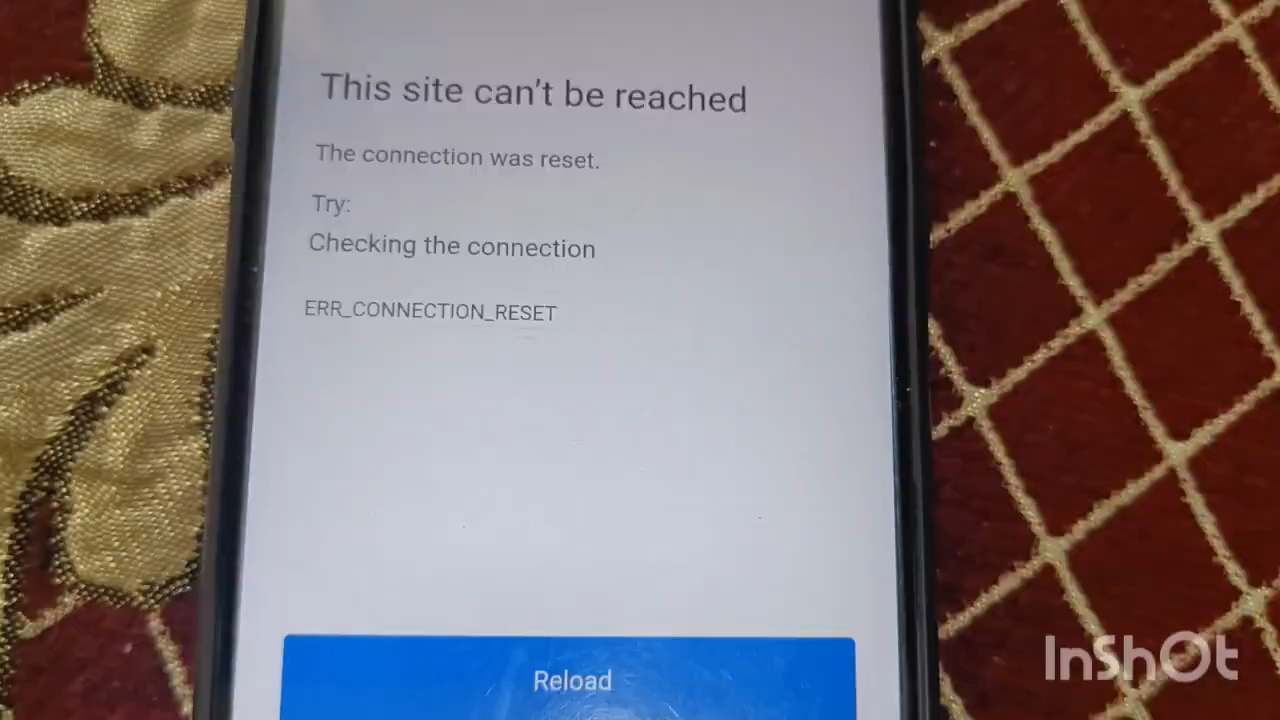 This site can't be reached
The connection was reset.
Try:
Checking the connection
ERR_CONNECTION_RESET
Reload
InShOt